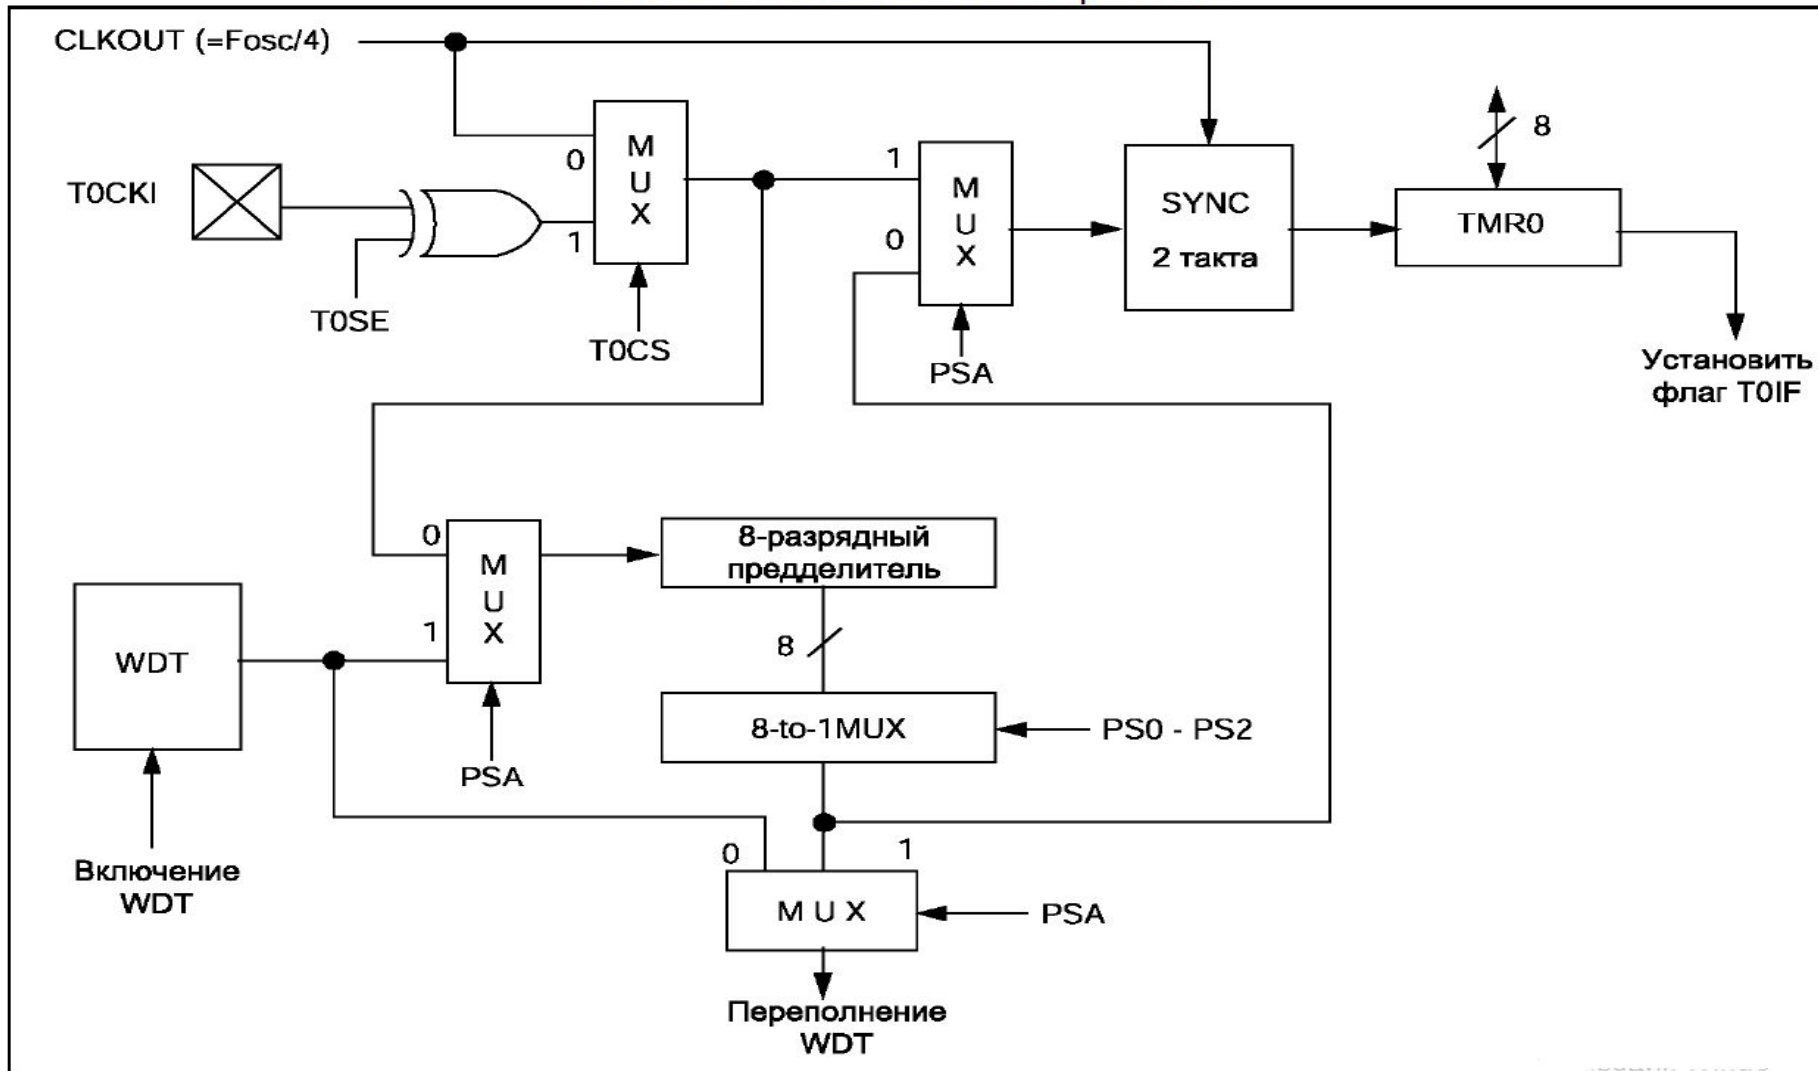 CLKOUT (=Fosc/4)
8
T0CKI
0
1
M
U
X
1
0
M
U
X
SYNC
2 такта
TMR0
T0SE
T0CS
PSA
Установить
флаг T0IF
0
1
M
U
X
8-разрядный
предделитель
8
WDT
8-to-1MUX
PS0 - PS2
PSA
0
1
Включение
WDT
M U X
PSA
Переполнение
WDT